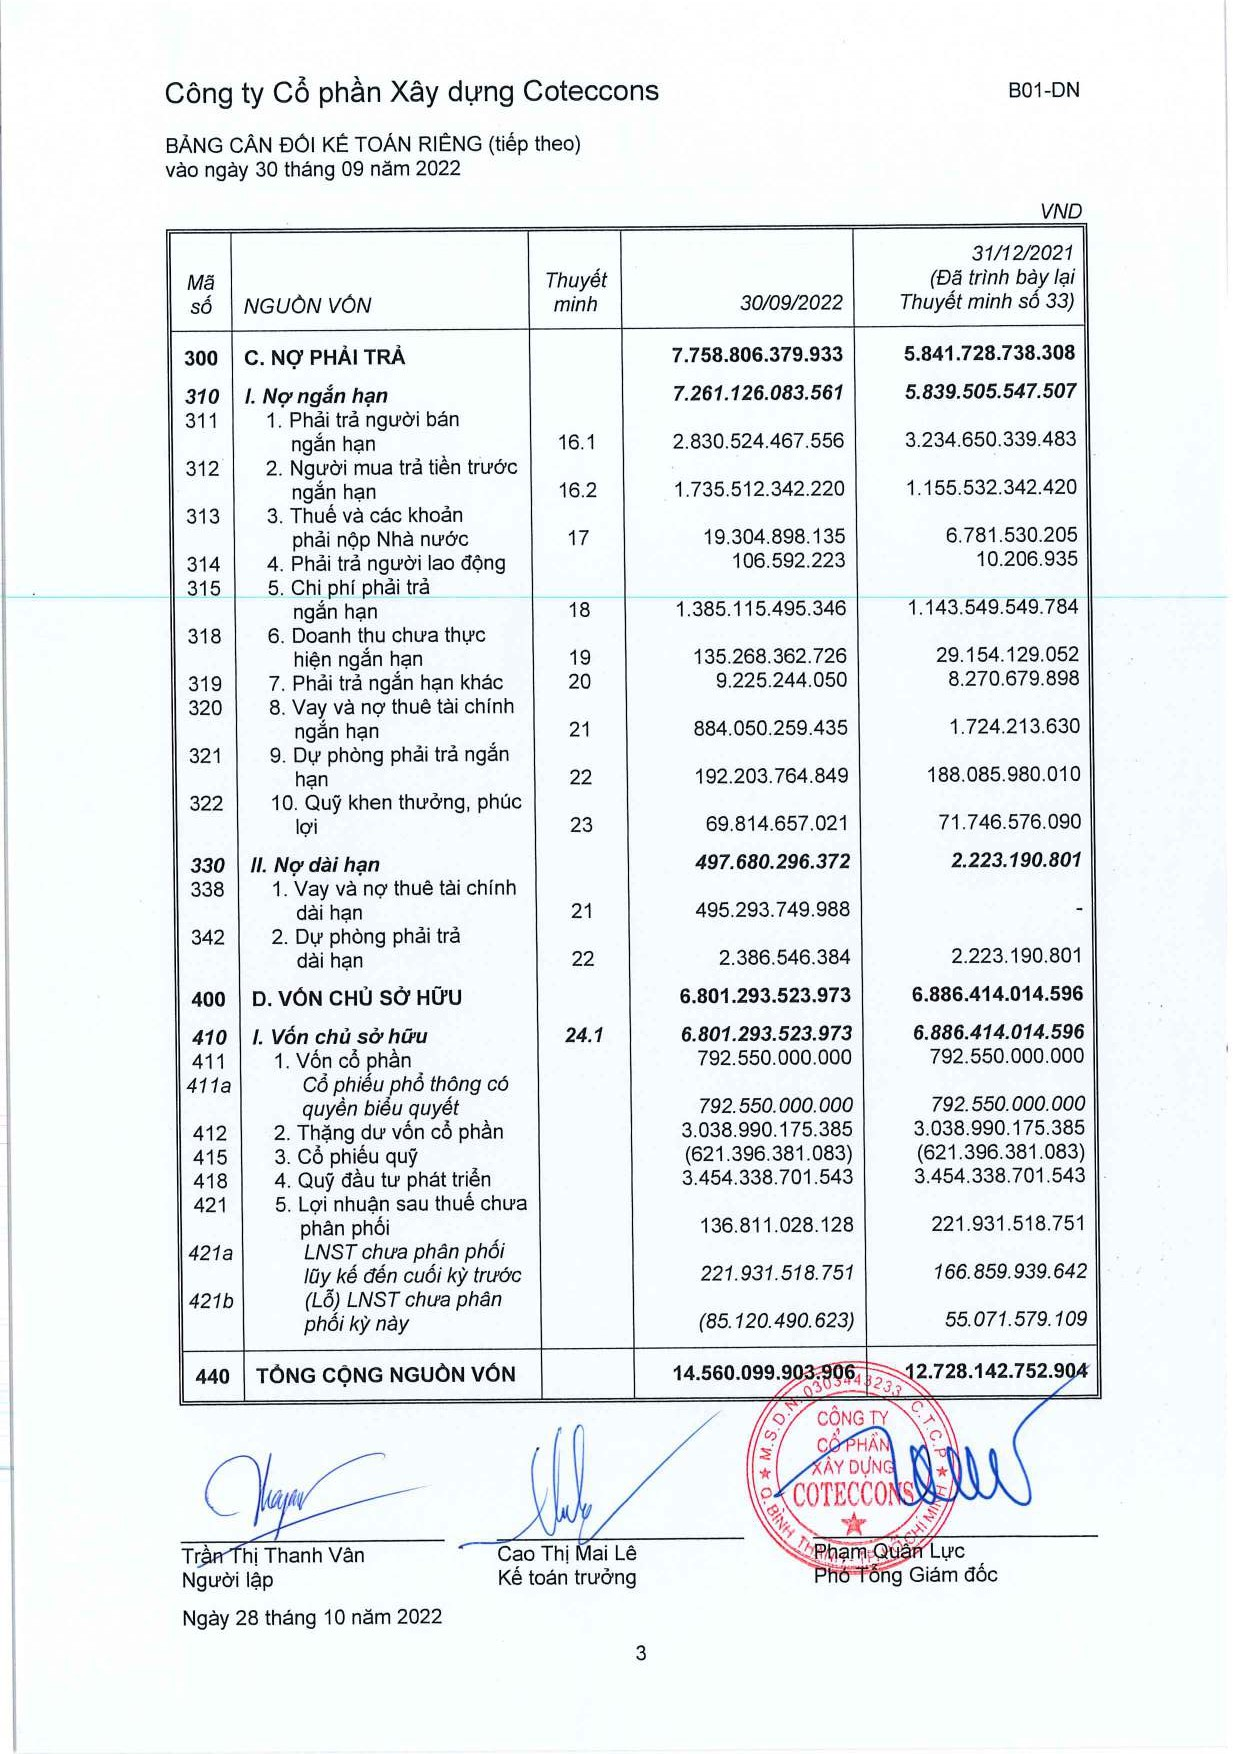 Công ty Cổ phần Xây dựng Coteccons
B01-DN
BẢNG CÂN ĐỐI KẾ TOÁN RIÊNG (tiếp theo)
vào ngày 30 tháng 09 năm 2022
VND
Mã số NGUỒN VỐN Thuyết minh 30/09/2022 31/12/2021 (Đã trình bày lại Thuyết minh số 33)
300 C. NỢ PHẢI TRẢ 7.758.806.379.933 5.841.728.738.308
310 I. Nợ ngắn hạn 7.261.126.083.561 5.839.505.547.507
311 1. Phải trả người bán
ngắn hạn 16.1 2.830.524.467.556 3.234.650.339.483
312 2. Người mua trả tiền trước
ngắn hạn 16.2 1.735.512.342.220 1.155.532.342.420
313 3. Thuế và các khoản
phải nộp Nhà nước 17 19.304.898.135 6.781.530.205
314 4. Phải trả người lao động 106.592.223 10.206.935
315 5. Chi phí phải trả
ngắn hạn 18 1.385.115.495.346 1.143.549.549.784
318 6. Doanh thu chưa thực
hiện ngắn hạn 19 135.268.362.726 29.154.129.052
319 7. Phải trả ngắn hạn khác 20 9.225.244.050 8.270.679.898
320 8. Vay và nợ thuê tài chính
ngắn hạn 21 884.050.259.435 1.724.213.630
321 9. Dự phòng phải trả ngắn
hạn 22 192.203.764.849 188.085.980.010
322 10. Quỹ khen thưởng, phúc
lợi 23 69.814.657.021 71.746.576.090
330 II. Nợ dài hạn 497.680.296.372 2.223.190.801
338 1. Vay và nợ thuê tài chính
dài hạn 21 495.293.749.988 -
342 2. Dự phòng phải trả
dài hạn 22 2.386.546.384 2.223.190.801
400 D. VỐN CHỦ SỞ HỮU 6.801.293.523.973 6.886.414.014.596
410 I. Vốn chủ sở hữu 24.1 6.801.293.523.973 6.886.414.014.596
411 1. Vốn cổ phần 792.550.000.000 792.550.000.000
411a Cổ phiếu phổ thông có
quyền biểu quyết 792.550.000.000 792.550.000.000
412 2. Thặng dư vốn cổ phần 3.038.990.175.385 3.038.990.175.385
415 3. Cổ phiếu quỹ (621.396.381.083) (621.396.381.083)
418 4. Quỹ đầu tư phát triển 3.454.338.701.543 3.454.338.701.543
421 5. Lợi nhuận sau thuế chưa
phân phối 136.811.028.128 221.931.518.751
421a LNST chưa phân phối
lũy kế đến cuối kỳ trước 221.931.518.751 166.859.939.642
421b (Lỗ) LNST chưa phân
phối kỳ này (85.120.490.623) 55.071.579.109
440 TỔNG CỘNG NGUỒN VỐN 14.560.099.903.906 12.728.142.752.904
M.S.D.N: 0303443233 C.T.C.P
CÔNG TY
CỔ PHẦN
XÂY DỰNG
COTECCONS
Trần Thị Thanh Vân
Người lập
Cao Thị Mai Lê
Kế toán trưởng
Phạm Quân Lực
Phó Tổng Giám đốc
Ngày 28 tháng 10 năm 2022
3